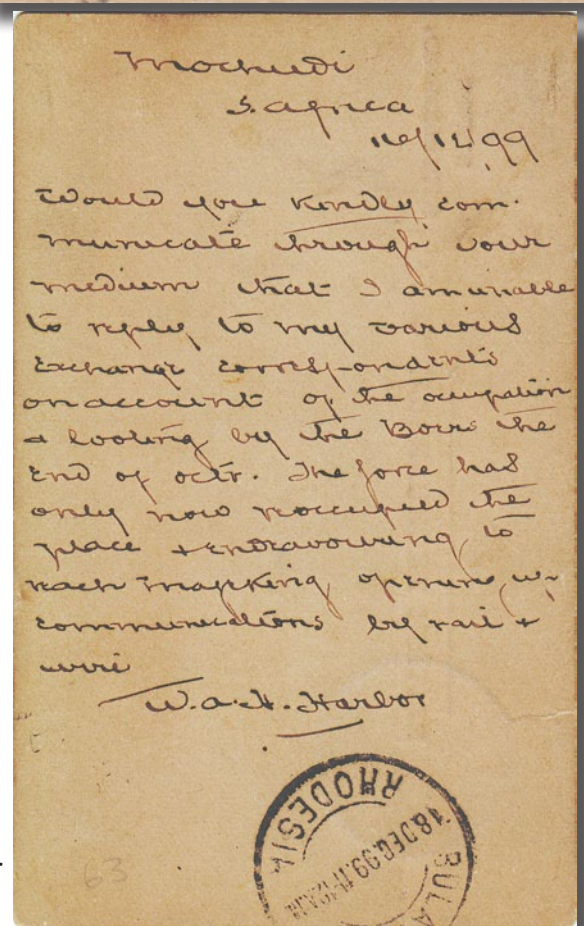 Mochudi
S. Africa
16/12/99
Would you kindly com-
municate through your
medium that I am unable
to reply to my various
Exchange correspondents
on account of the occupation
& looting by the Boers the
End of Octr. The force has
only now reoccupied the
place & endeavouring to
reach Mafeking opening up
communications by rail &
wire
W.A.H. Harbor
RHODESIA
18.DEC.99.11-12A.M.
BULA
63